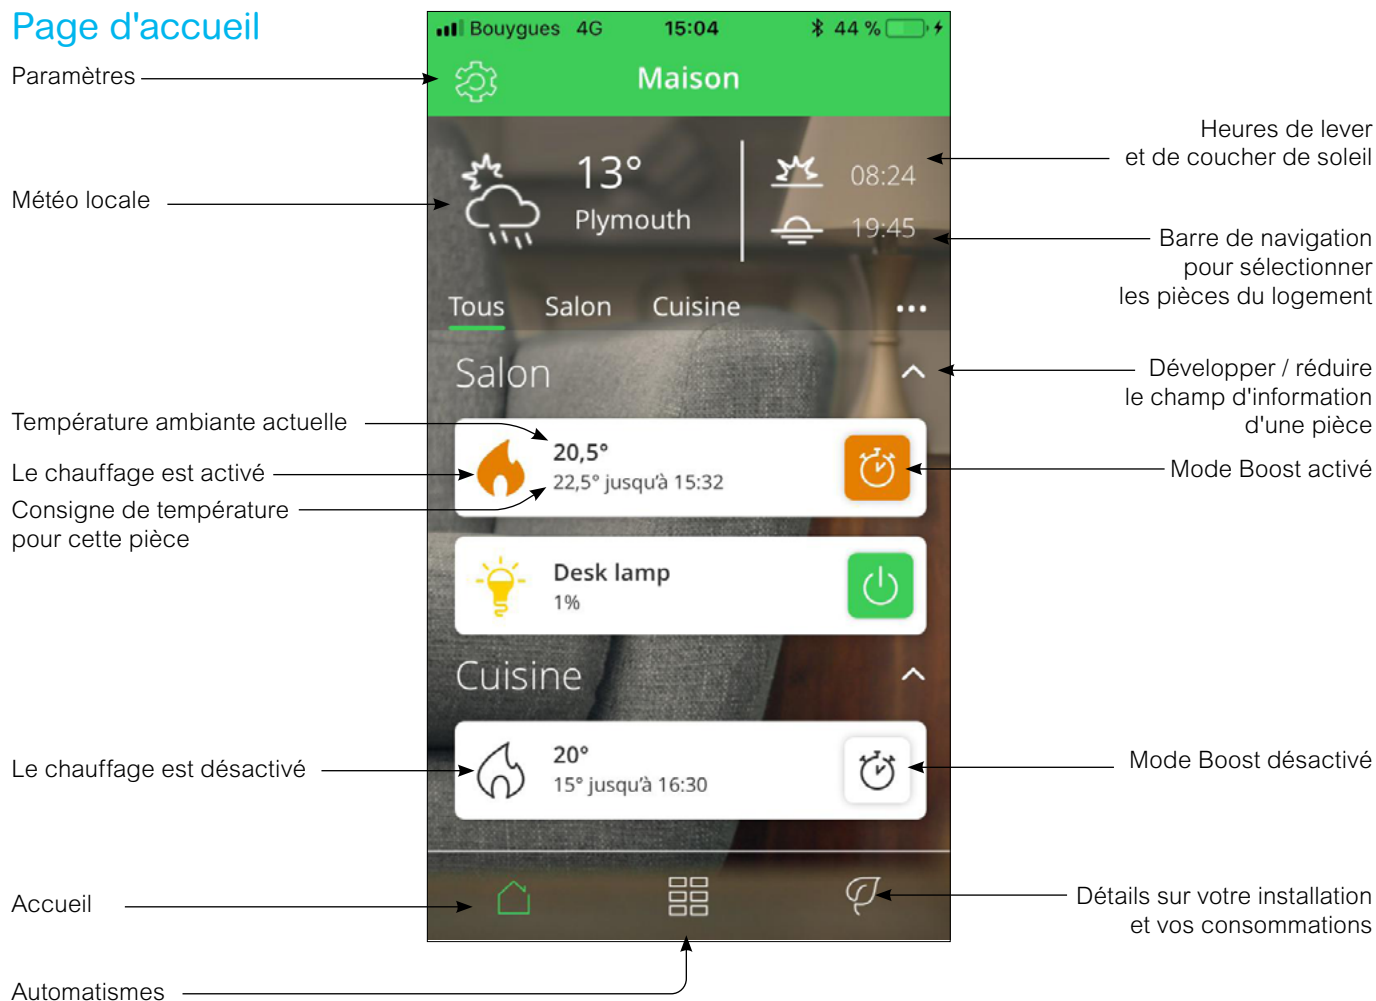 Page d'accueil
Paramètres
Météo locale
Température ambiante actuelle
Le chauffage est activé
Consigne de température
pour cette pièce
Le chauffage est désactivé
Accueil
Automatismes
Bouygues 4G 15:04 44 %
Maison
13°
Plymouth
08:24
19:45
Tous Salon Cuisine •••
Salon
20,5°
22,5° jusqu'à 15:32
Desk lamp
1%
Cuisine
20°
15° jusqu'à 16:30
Heures de lever
et de coucher de soleil
Barre de navigation
pour sélectionner
les pièces du logement
Développer / réduire
le champ d'information
d'une pièce
Mode Boost activé
Mode Boost désactivé
Détails sur votre installation
et vos consommations